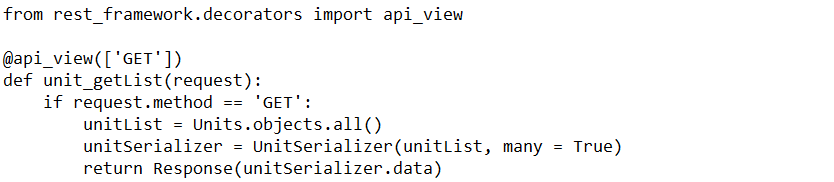 from rest_framework.decorators import api_view

@api_view(['GET'])
def unit_getList(request):
    if request.method == 'GET':
        unitList = Units.objects.all()
        unitSerializer = UnitSerializer(unitList, many = True)
        return Response(unitSerializer.data)